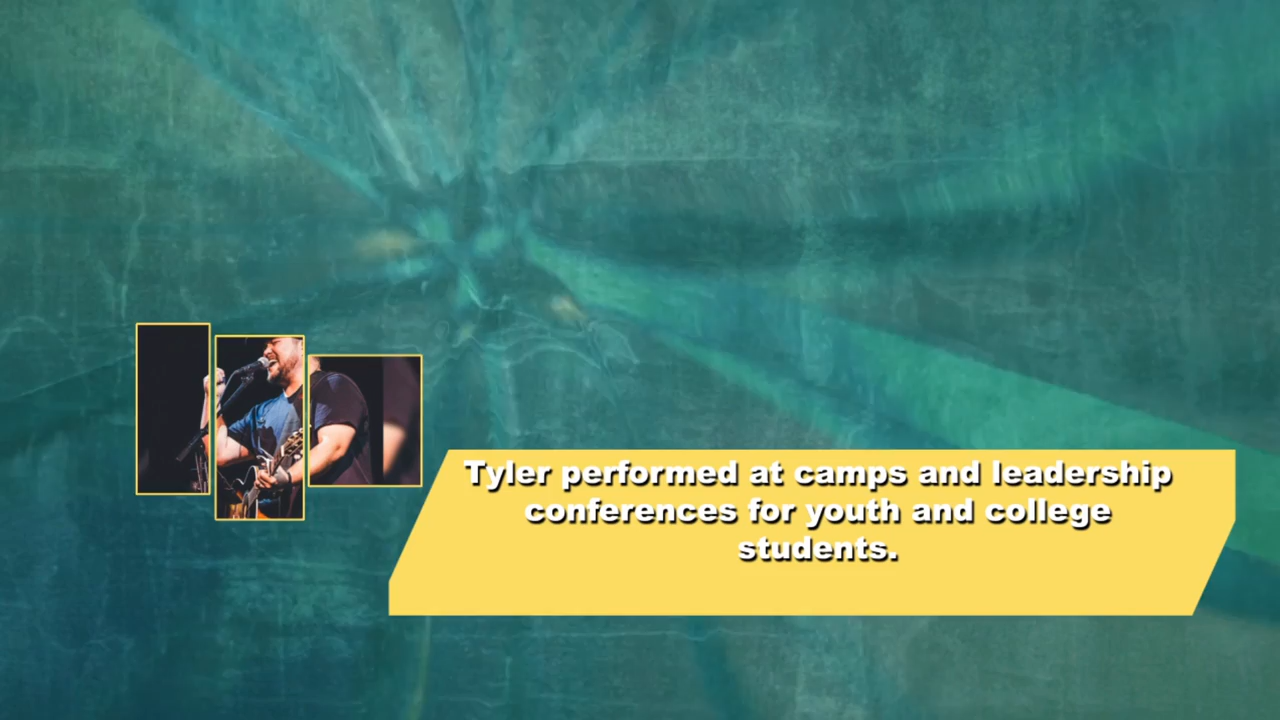 Tyler performed at camps and leadership
conferences for youth and college
students.